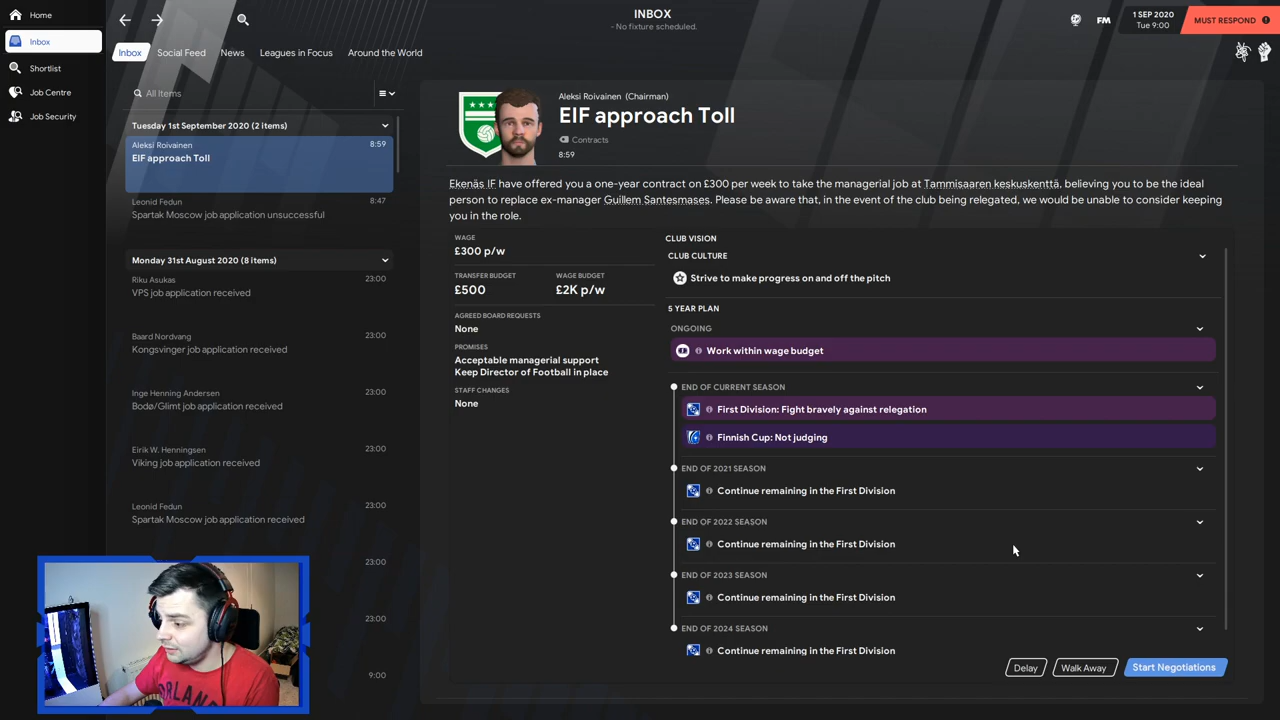 Home
Inbox
Shortlist
Job Centre
Job Security
INBOX
- No fixture scheduled.
FM
1 SEP 2020
Tue 9:00
MUST RESPOND
Inbox
Social Feed
News
Leagues in Focus
Around the World
All Items
Tuesday 1st September 2020 (2 items)
Aleksi Roivainen
8:59
EIF approach Toll
Leonid Fedun
8:47
Spartak Moscow job application unsuccessful
Monday 31st August 2020 (8 items)
Riku Asukas
23:00
VPS job application received
Baard Nordvang
23:00
Kongsvinger job application received
Inge Henning Andersen
23:00
Bodø/Glimt job application received
Eirik W. Henningsen
23:00
Viking job application received
Leonid Fedun
23:00
Spartak Moscow job application received
23:00
23:00
9:00
Aleksi Roivainen (Chairman)
EIF approach Toll
Contracts
8:59
Ekenäs IF have offered you a one-year contract on £300 per week to take the managerial job at Tammisaaren keskuskenttä, believing you to be the ideal
person to replace ex-manager Guillem Santesmases. Please be aware that, in the event of the club being relegated, we would be unable to consider keeping
you in the role.
WAGE
£300 p/w
TRANSFER BUDGET
WAGE BUDGET
£500
£2K p/w
AGREED BOARD REQUESTS
None
PROMISES
Acceptable managerial support
Keep Director of Football in place
STAFF CHANGES
None
CLUB VISION
CLUB CULTURE
Strive to make progress on and off the pitch
5 YEAR PLAN
ONGOING
Work within wage budget
END OF CURRENT SEASON
First Division: Fight bravely against relegation
Finnish Cup: Not judging
END OF 2021 SEASON
Continue remaining in the First Division
END OF 2022 SEASON
Continue remaining in the First Division
END OF 2023 SEASON
Continue remaining in the First Division
END OF 2024 SEASON
Continue remaining in the First Division
Delay
Walk Away
Start Negotiations